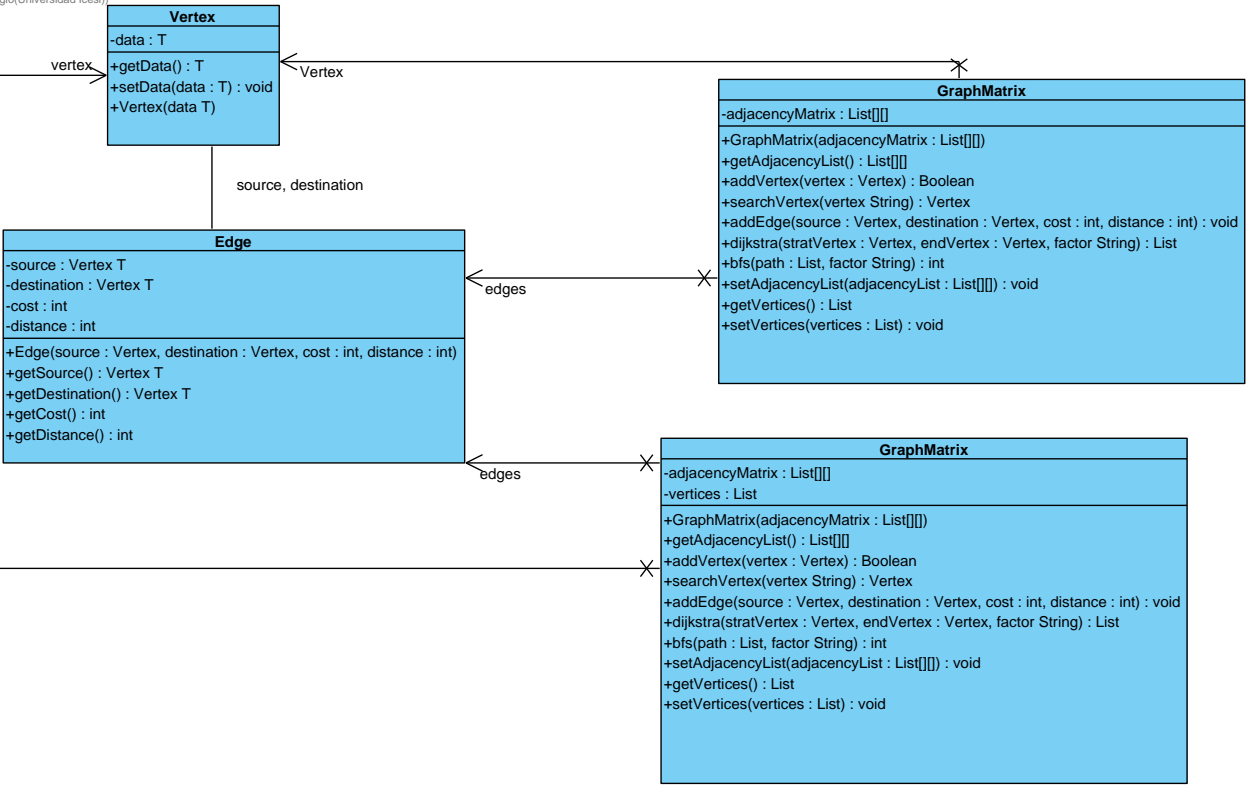 gio(Universidad Icesi))
Vertex
-data : T
+getData() : T
+setData(data : T) : void
+Vertex(data T)
vertex
Vertex
source, destination
GraphMatrix
-adjacencyMatrix : List[][]
+GraphMatrix(adjacencyMatrix : List[][])
+getAdjacencyList() : List[][]
+addVertex(vertex : Vertex) : Boolean
+searchVertex(vertex String) : Vertex
+addEdge(source : Vertex, destination : Vertex, cost : int, distance : int) : void
+dijkstra(stratVertex : Vertex, endVertex : Vertex, factor String) : List
+bfs(path : List, factor String) : int
+setAdjacencyList(adjacencyList : List[][]) : void
+getVertices() : List
+setVertices(vertices : List) : void
Edge
-source : Vertex T
-destination : Vertex T
-cost : int
-distance : int
+Edge(source : Vertex, destination : Vertex, cost : int, distance : int)
+getSource() : Vertex T
+getDestination() : Vertex T
+getCost() : int
+getDistance() : int
edges
edges
GraphMatrix
-adjacencyMatrix : List[][]
-vertices : List
+GraphMatrix(adjacencyMatrix : List[][])
+getAdjacencyList() : List[][]
+addVertex(vertex : Vertex) : Boolean
+searchVertex(vertex String) : Vertex
+addEdge(source : Vertex, destination : Vertex, cost : int, distance : int) : void
+dijkstra(stratVertex : Vertex, endVertex : Vertex, factor String) : List
+bfs(path : List, factor String) : int
+setAdjacencyList(adjacencyList : List[][]) : void
+getVertices() : List
+setVertices(vertices : List) : void